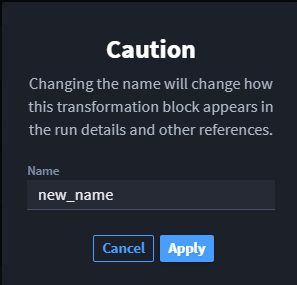 Caution
Changing the name will change how
this transformation block appears in
the run details and other references.
Name
new_name
Cancel Apply